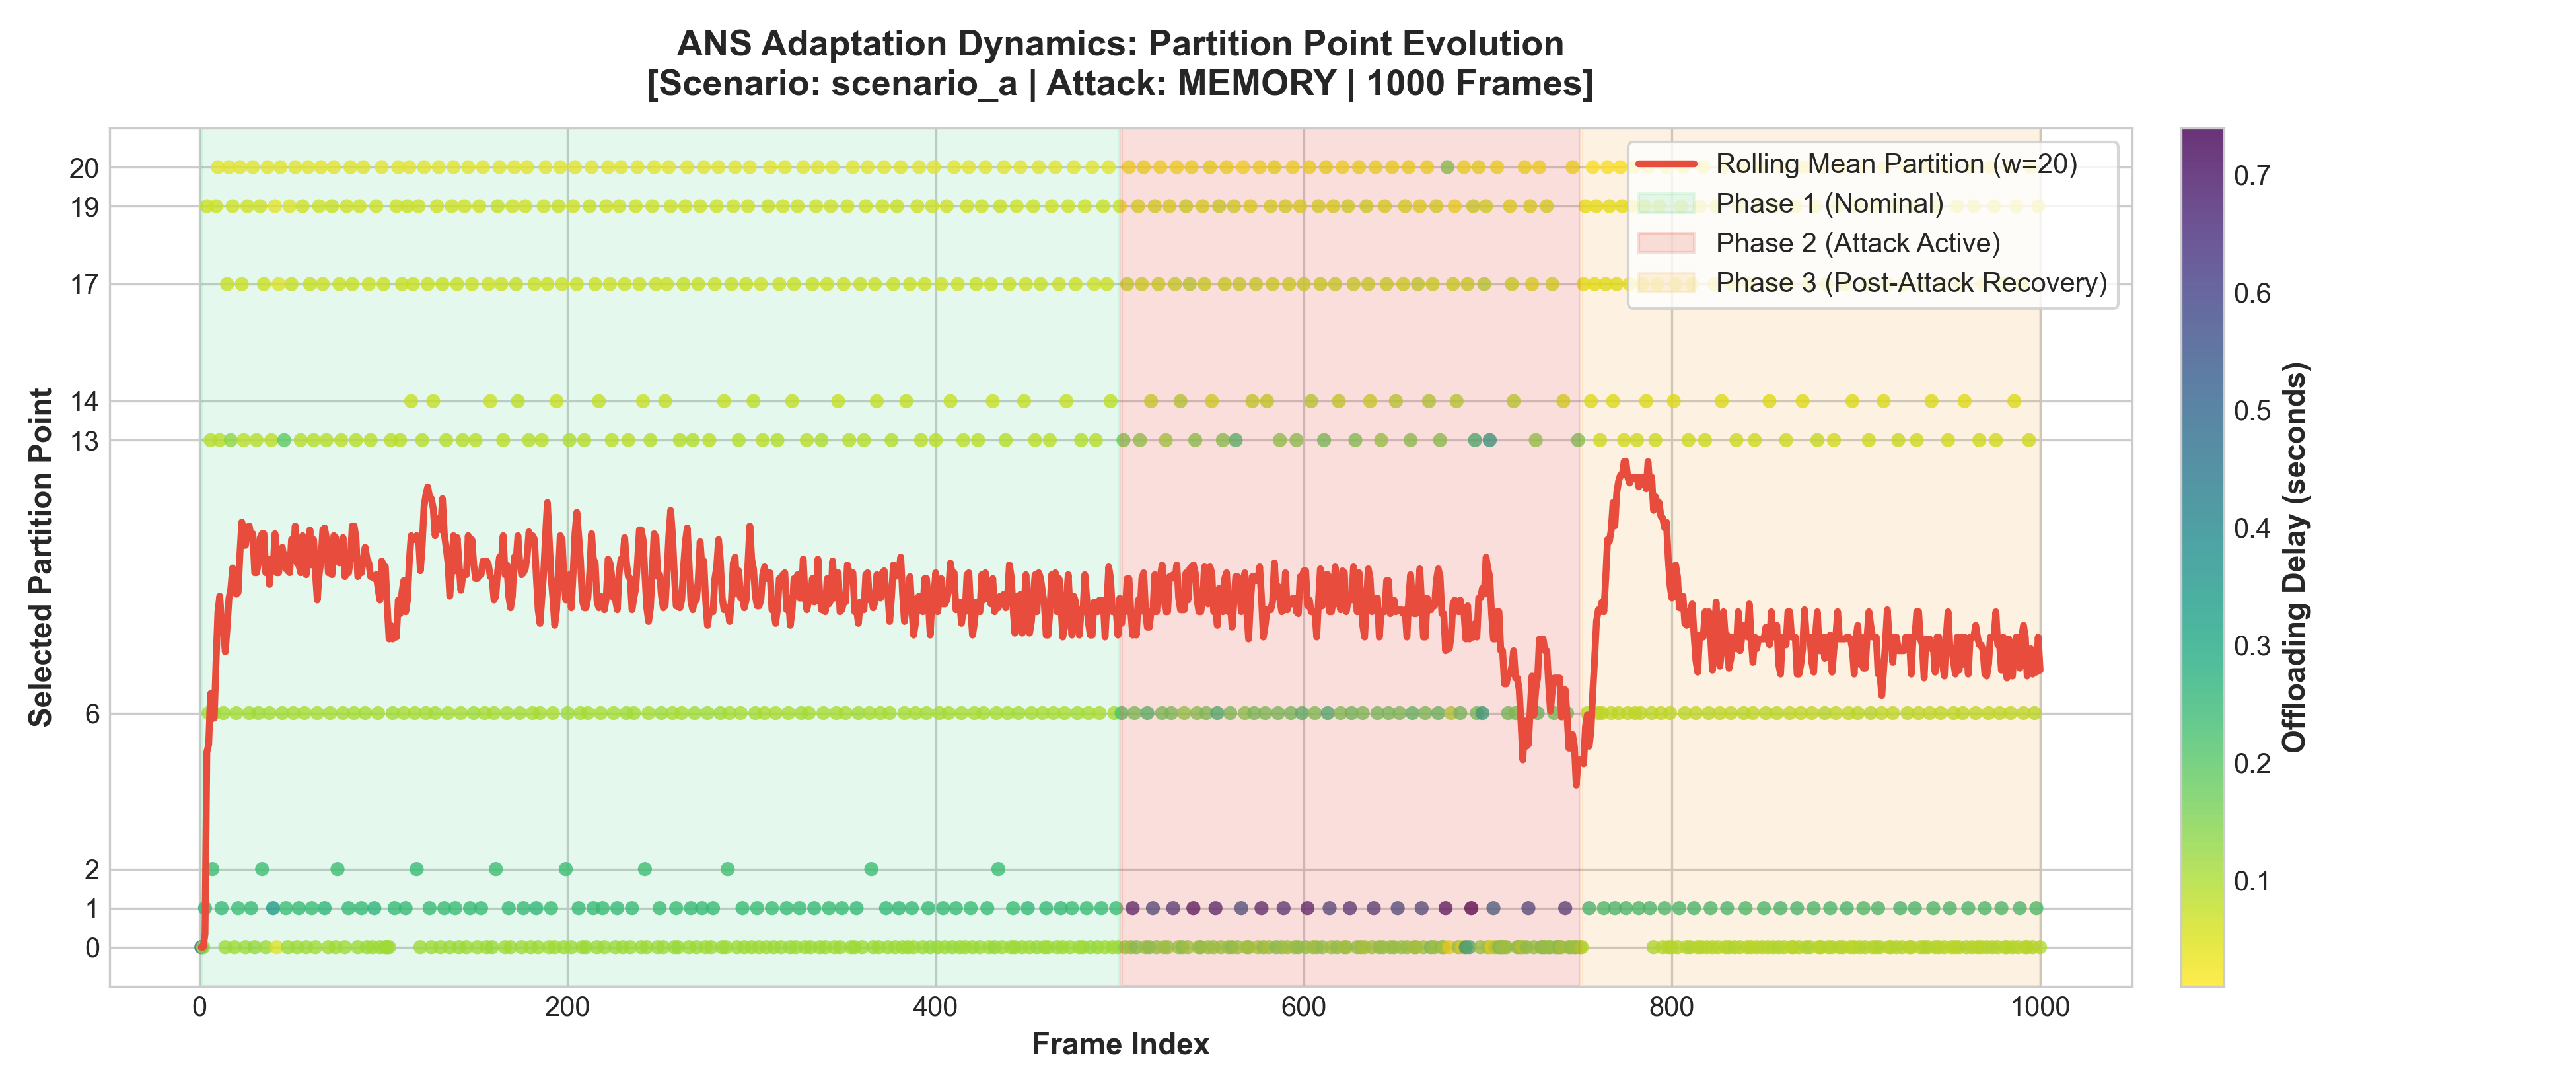 ANS Adaptation Dynamics: Partition Point Evolution
[Scenario: scenario_a | Attack: MEMORY | 1000 Frames]
Selected Partition Point
20
19
17
14
13
6
2
1
0
Rolling Mean Partition (w=20)
Phase 1 (Nominal)
Phase 2 (Attack Active)
Phase 3 (Post-Attack Recovery)
0
200
400
600
800
1000
Frame Index
0.7
0.6
0.5
0.4
0.3
0.2
0.1
Offloading Delay (seconds)